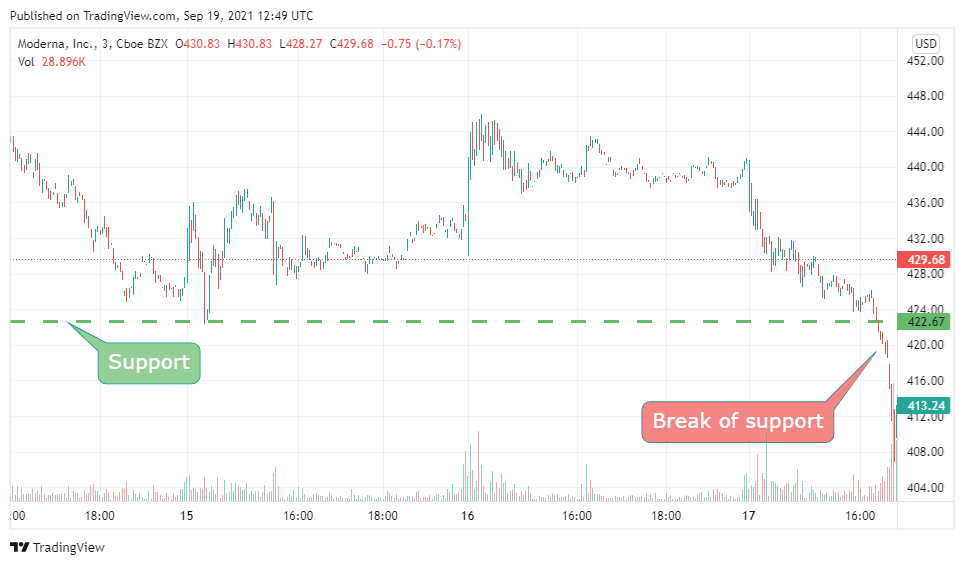 Published on TradingView.com, Sep 19, 2021 12:49 UTC
Moderna, Inc., 3, Cboe BZX O430.83 H430.83 L428.27 C429.68 −0.75 (−0.17%)
Vol 28.896K
USD
452.00
448.00
444.00
440.00
436.00
432.00
429.68
428.00
424.00
422.67
420.00
416.00
413.24
412.00
408.00
404.00
Support
Break of support
:00 18:00 15 16:00 18:00 16 16:00 18:00 17 16:00
TradingView